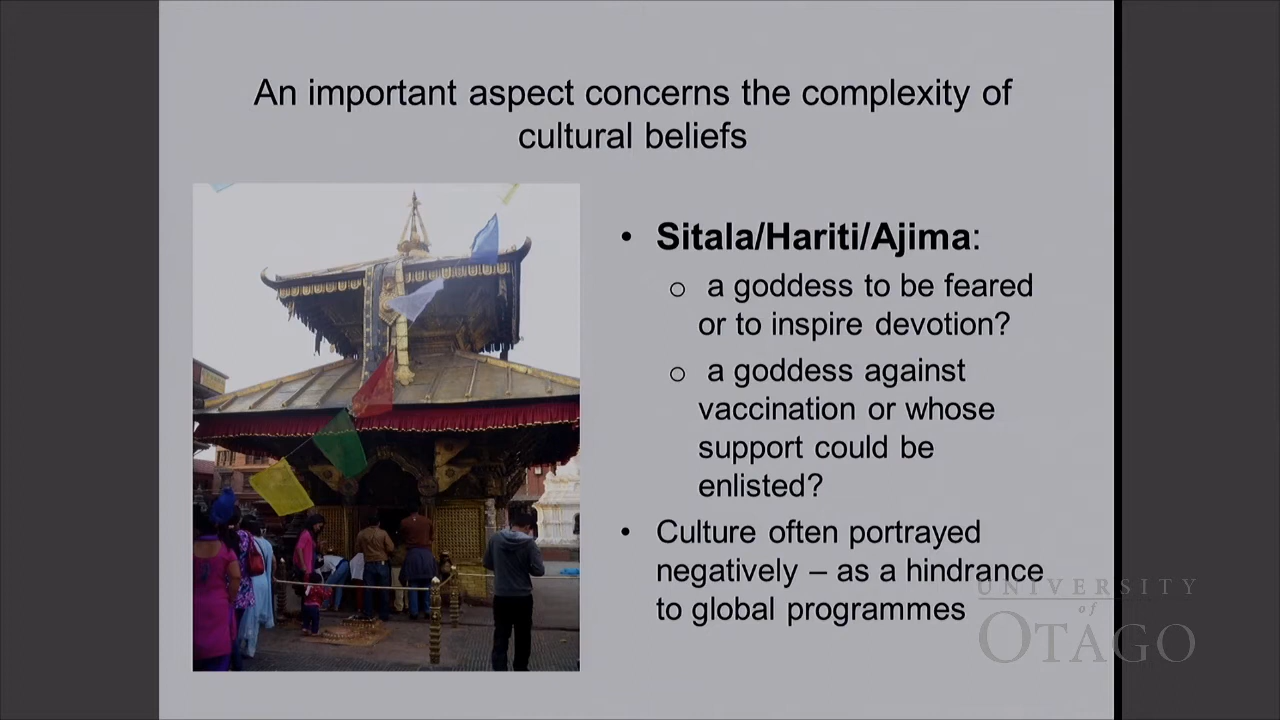 An important aspect concerns the complexity of
cultural beliefs
• Sitala/Hariti/Ajima:
o a goddess to be feared
or to inspire devotion?
o a goddess against
vaccination or whose
support could be
enlisted?
• Culture often portrayed
negatively – as a hindrance
to global programmes
UNIVERSITY
of
OTAGO